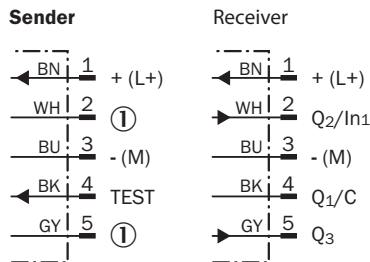 Sender
BN 1 + (L+)
WH 2 ①
BU 3 - (M)
BK 4 TEST
GY 5 ①
Receiver
BN 1 + (L+)
WH 2 Q2/In1
BU 3 - (M)
BK 4 Q1/C
GY 5 Q3